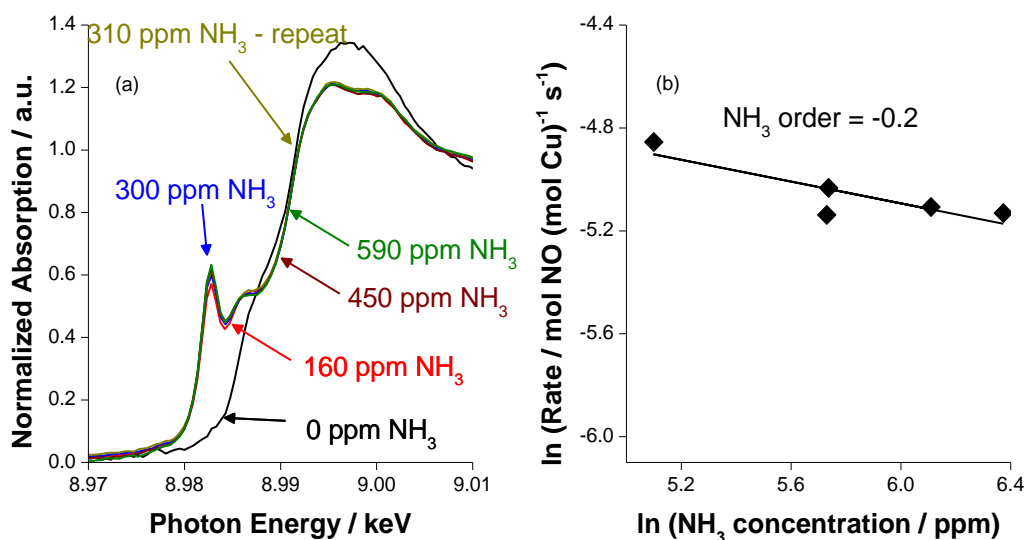 310 ppm NH₃ - repeat
(a)
300 ppm NH₃
590 ppm NH₃
450 ppm NH₃
160 ppm NH₃
0 ppm NH₃
Normalized Absorption / a.u.
1.4
1.2
1.0
0.8
0.6
0.4
0.2
0.0
8.97 8.98 8.99 9.00 9.01
Photon Energy / keV
(b)
NH₃ order = -0.2
ln (Rate / mol NO (mol Cu)⁻¹ s⁻¹)
-4.4
-4.8
-5.2
-5.6
-6.0
5.2 5.6 6.0 6.4
ln (NH₃ concentration / ppm)